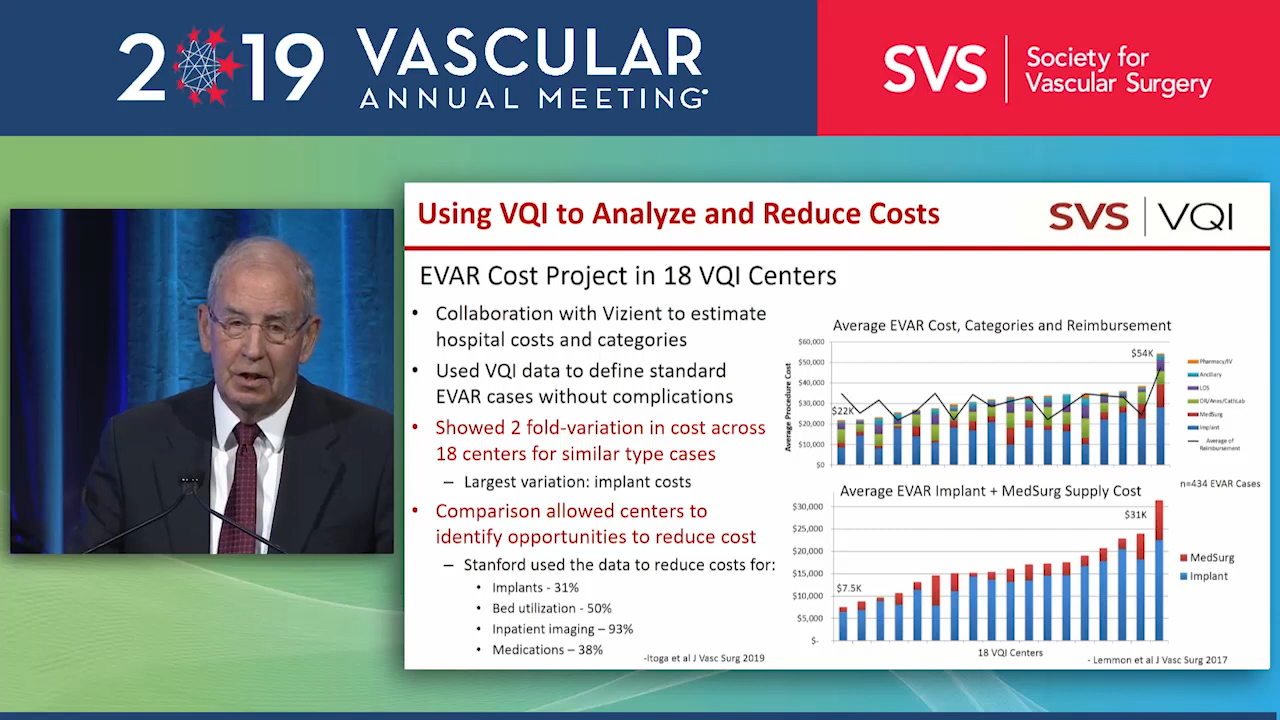 2019 VASCULAR
ANNUAL MEETING
SVS
Society for
Vascular Surgery
Using VQI to Analyze and Reduce Costs
SVS VQI
EVAR Cost Project in 18 VQI Centers
• Collaboration with Vizient to estimate
hospital costs and categories
• Used VQI data to define standard
EVAR cases without complications
• Showed 2 fold-variation in cost across
18 centers for similar type cases
– Largest variation: implant costs
• Comparison allowed centers to
identify opportunities to reduce cost
– Stanford used the data to reduce costs for:
• Implants - 31%
• Bed utilization - 50%
• Inpatient imaging – 93%
• Medications – 38%
-Itoga et al J Vasc Surg 2019
Average EVAR Cost, Categories and Reimbursement
Average Procedure Cost
$60,000
$50,000
$40,000
$30,000
$20,000
$10,000
$0
$22K
$54K
Pharmacy/IV
Ancillary
LOS
OR/Anes/CathLab
MedSurg
Implant
Average of
Reimbursement
n=434 EVAR Cases
Average EVAR Implant + MedSurg Supply Cost
$30,000
$25,000
$20,000
$15,000
$10,000
$5,000
$-
$7.5K
$31K
MedSurg
Implant
18 VQI Centers
- Lemmon et al J Vasc Surg 2017